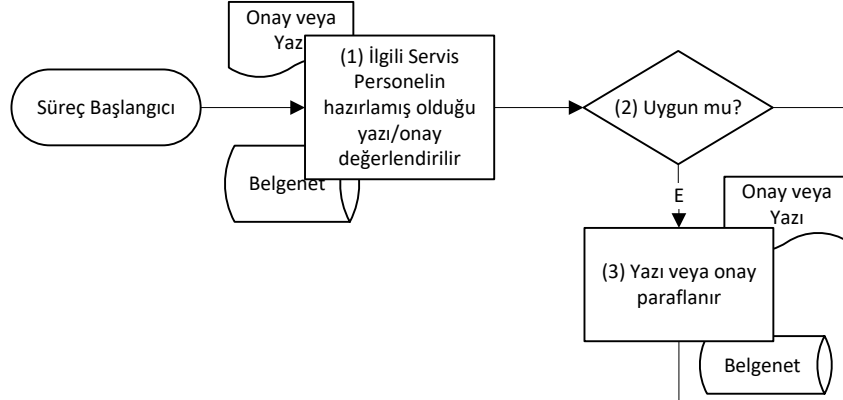 Onay veya
Yazı
Süreç Başlangıcı
(1) İlgili Servis
Personelin
hazırlamış olduğu
yazı/onay
değerlendirilir
Belgenet
(2) Uygun mu?
E
Onay veya
Yazı
(3) Yazı veya onay
paraflanır
Belgenet